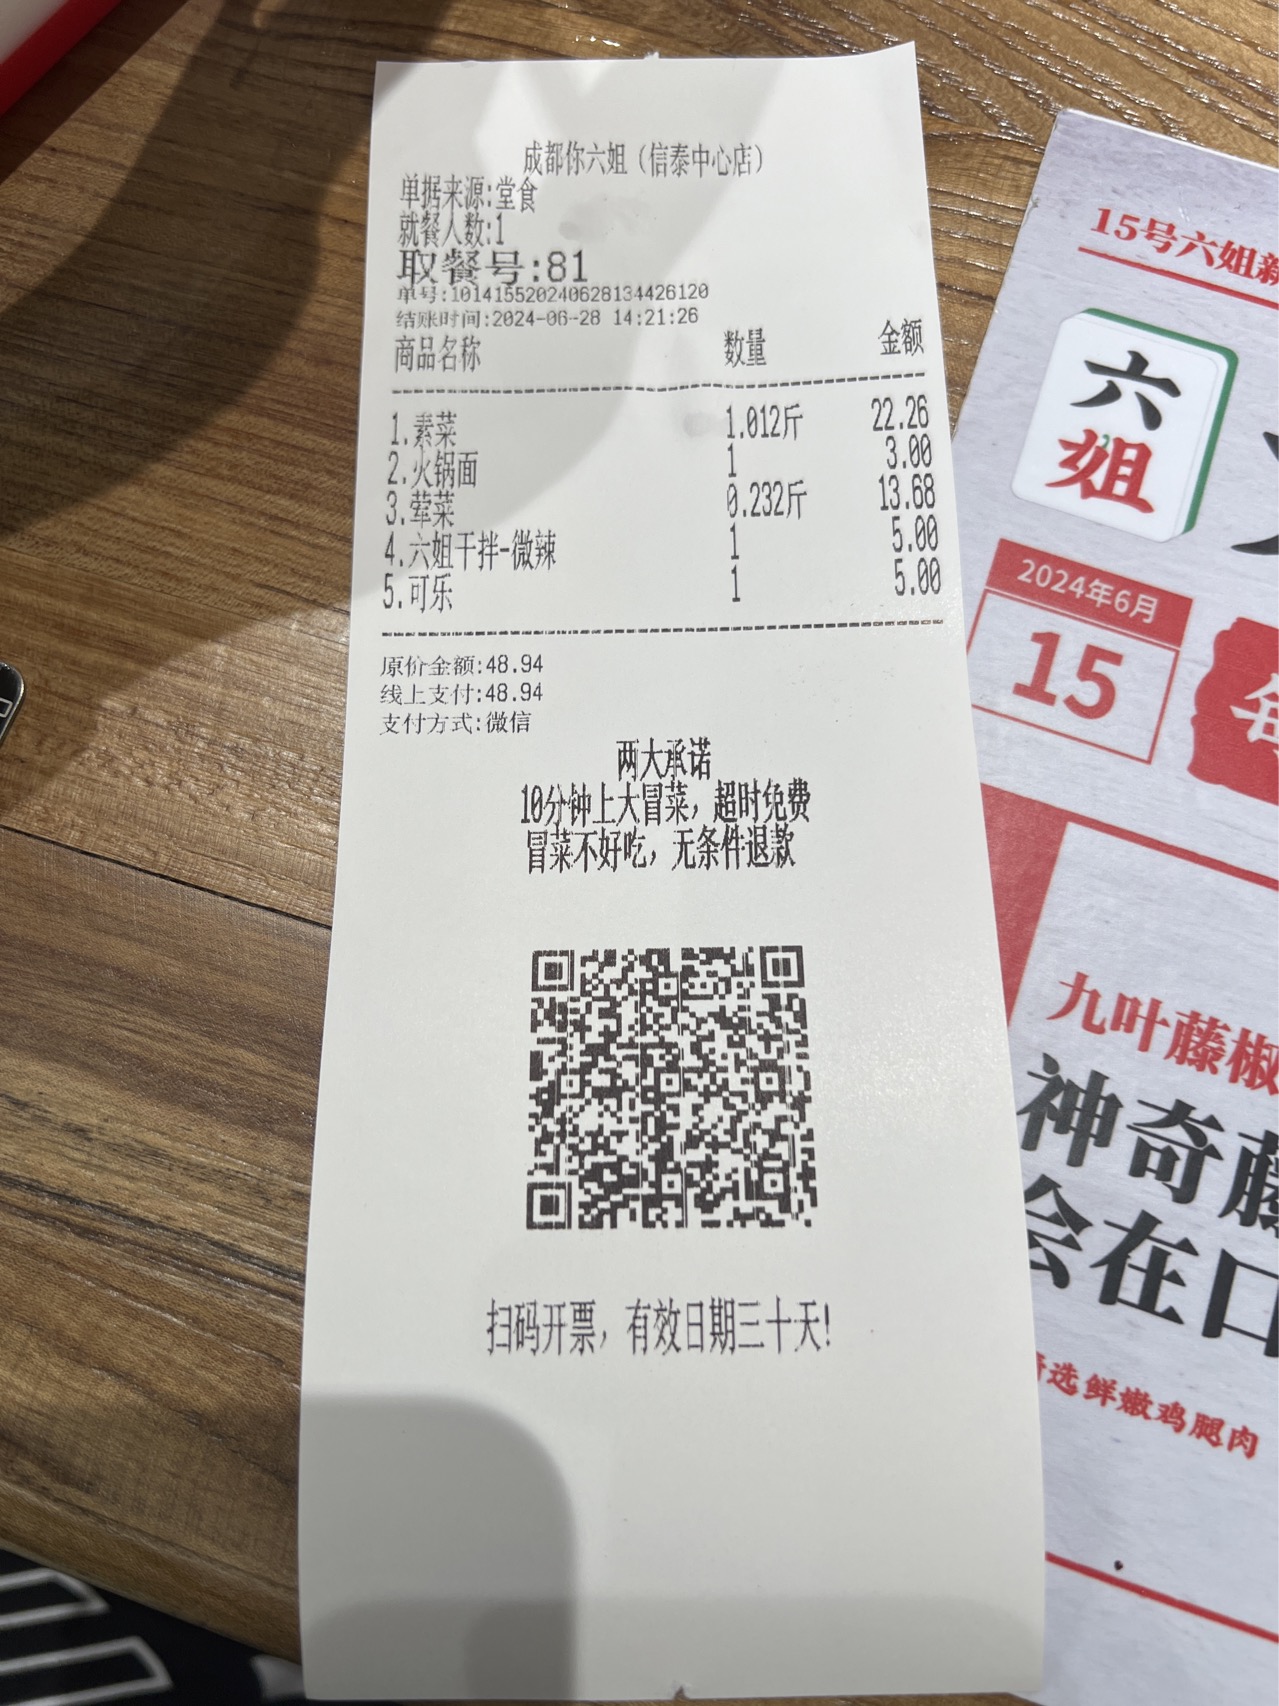 成都你六姐（信泰中心店）
单据来源:堂食
就餐人数:1
取餐号:81
单号:101415520240628134426120
结账时间:2024-06-28 14:21:26
商品名称 数量 金额
1.素菜 1.012斤 22.26
2.火锅面 1 3.00
3.荤菜 0.232斤 13.68
4.六姐干拌-微辣 1 5.00
5.可乐 1 5.00
原价金额:48.94
线上支付:48.94
支付方式:微信
两大承诺
10分钟上大冒菜，超时免费
冒菜不好吃，无条件退款
扫码开票，有效日期三十天!
15号六姐新
六
姐
2024年6月
15
九叶藤椒
神奇藤
会在口
选鲜嫩鸡腿肉